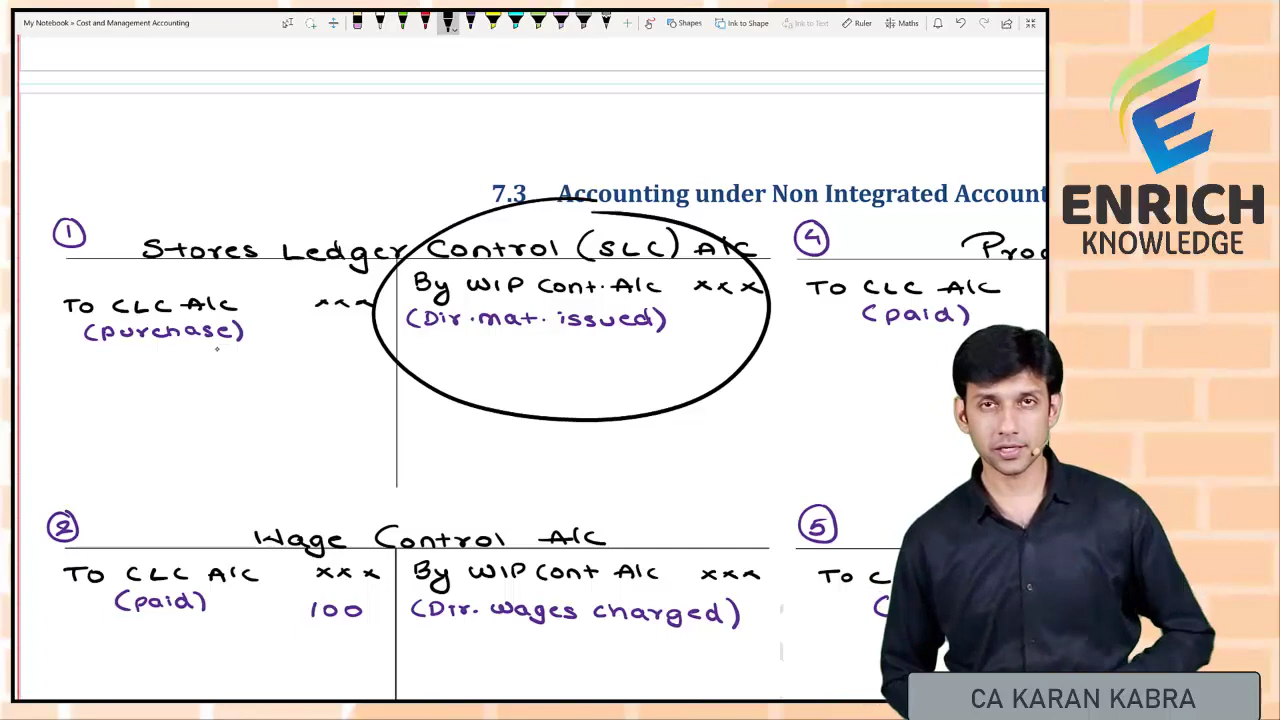 My Notebook » Cost and Management Accounting
Shapes
Ink to Shape
Ink to Text
Ruler
Maths
7.3 Accounting under Non Integrated Account
1
Stores Ledger Control (SLC) A/C
To CLC A/C xxx
(purchase)
By WIP Cont. A/C xxx
(Dir. mat. issued)
4
Proc
To CLC A/C
(paid)
2
Wage Control A/C
To CLC A/C xxx
(paid) 100
By WIP Cont A/C xxx
(Dir. wages charged)
5
To C
(
ENRICH
KNOWLEDGE
CA KARAN KABRA